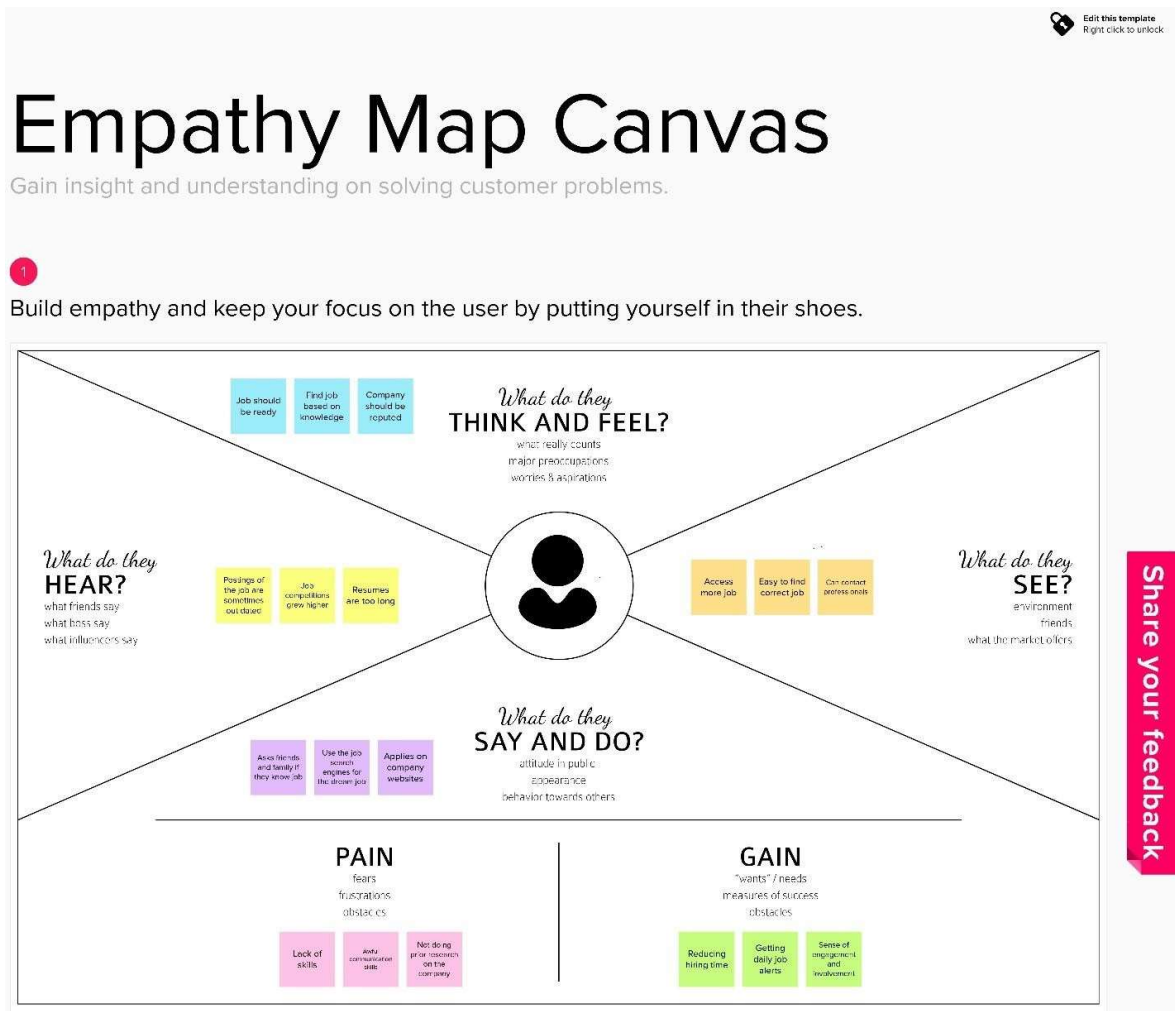 Edit this template
Right click to unlock
Empathy Map Canvas
Gain insight and understanding on solving customer problems.
1
Build empathy and keep your focus on the user by putting yourself in their shoes.
Job should
be ready
Find job
based on
knowledge
Company
should be
reputed
What do they
THINK AND FEEL?
what really counts
major preoccupations
worries & aspirations
What do they
HEAR?
what friends say
what boss say
what influencers say
Postings of
the job are
sometimes
out dated
Job
competitions
grew higher
Resumes
are too long
Access
more job
Easy to find
correct job
Can contact
professionals
What do they
SEE?
environment
friends
what the market offers
What do they
SAY AND DO?
attitude in public
appearance
behavior towards others
Asks friends
and family if
they know job
Use the job
search
engines for
the dream job
Applies on
company
websites
PAIN
fears
frustrations
obstacles
Lack of
skills
Awful
communication
skills
Not doing
prior research
on the
company
GAIN
"wants" / needs
measures of success
obstacles
Reducing
hiring time
Getting
daily job
alerts
Sense of
engagement
and
involvement
Share your feedback